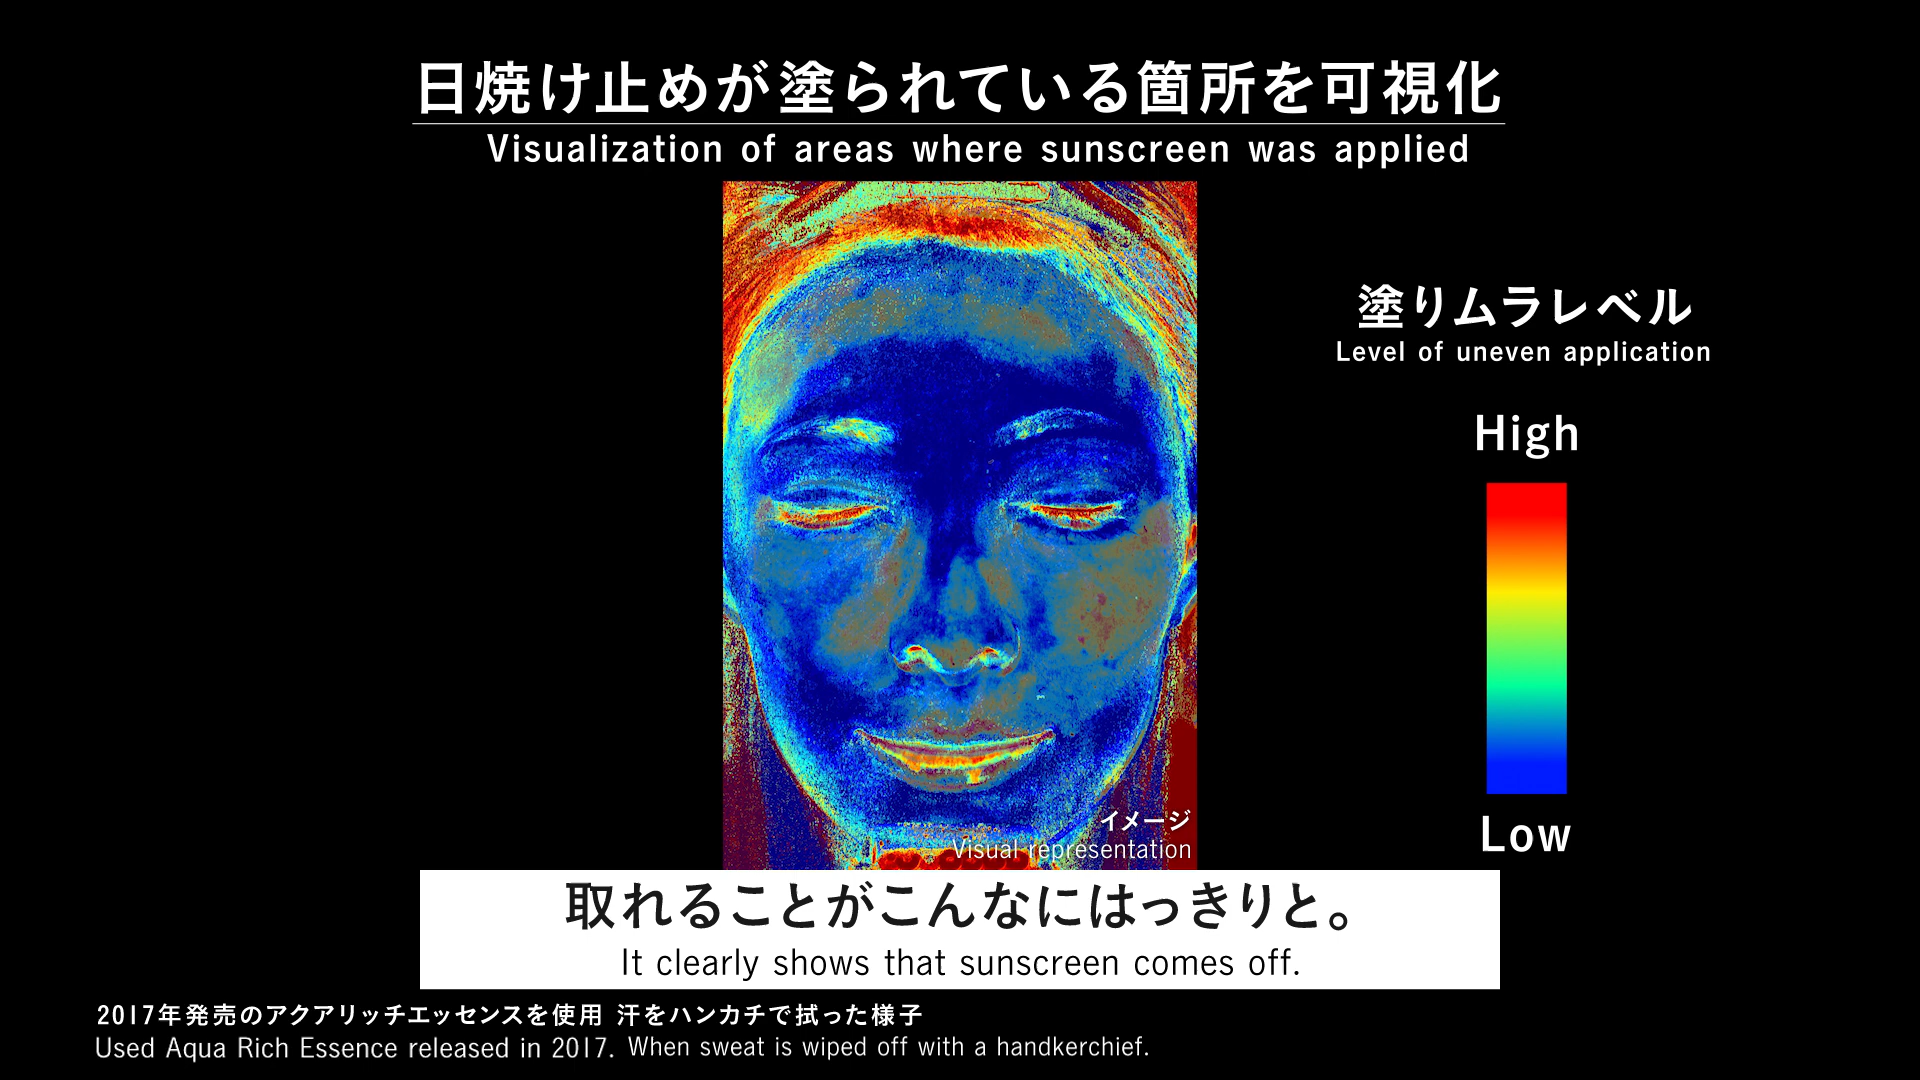 日焼け止めが塗られている箇所を可視化
Visualization of areas where sunscreen was applied
塗りムラレベル
Level of uneven application
High
Low
イメージ
Visual representation
取れることがこんなにはっきりと。
It clearly shows that sunscreen comes off.
2017年発売のアクアリッチエッセンスを使用 汗をハンカチで拭った様子
Used Aqua Rich Essence released in 2017. When sweat is wiped off with a handkerchief.